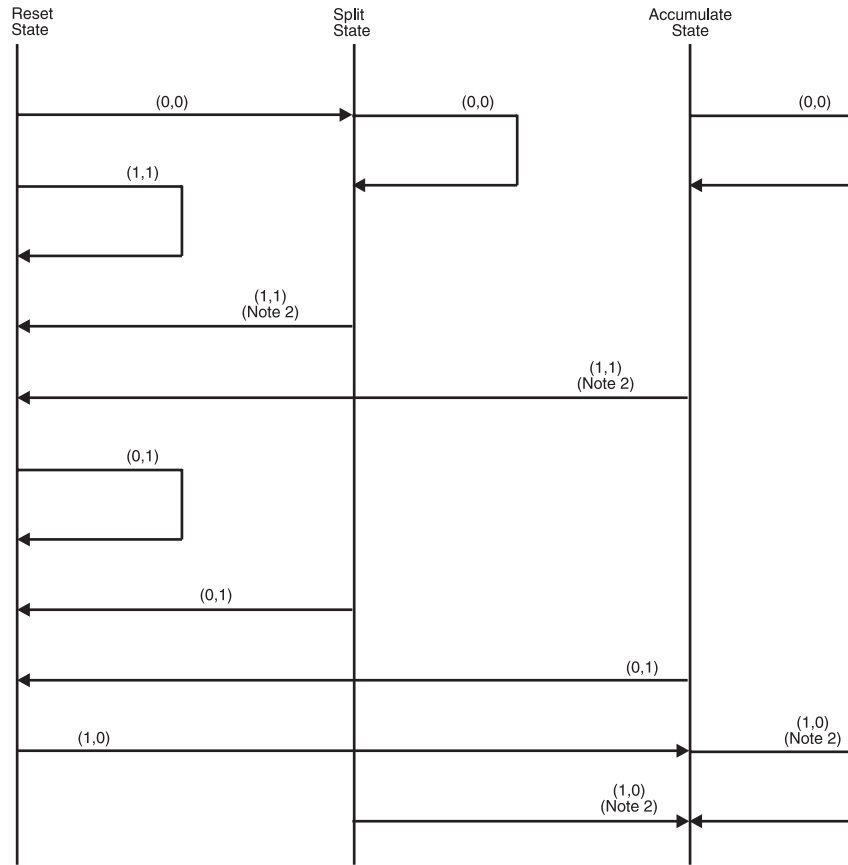 Reset
State
Split
State
Accumulate
State
(0,0)
(0,0)
(0,0)
(1,1)
(1,1)
(Note 2)
(1,1)
(Note 2)
(0,1)
(0,1)
(0,1)
(1,0)
(1,0)
(Note 2)
(1,0)
(Note 2)